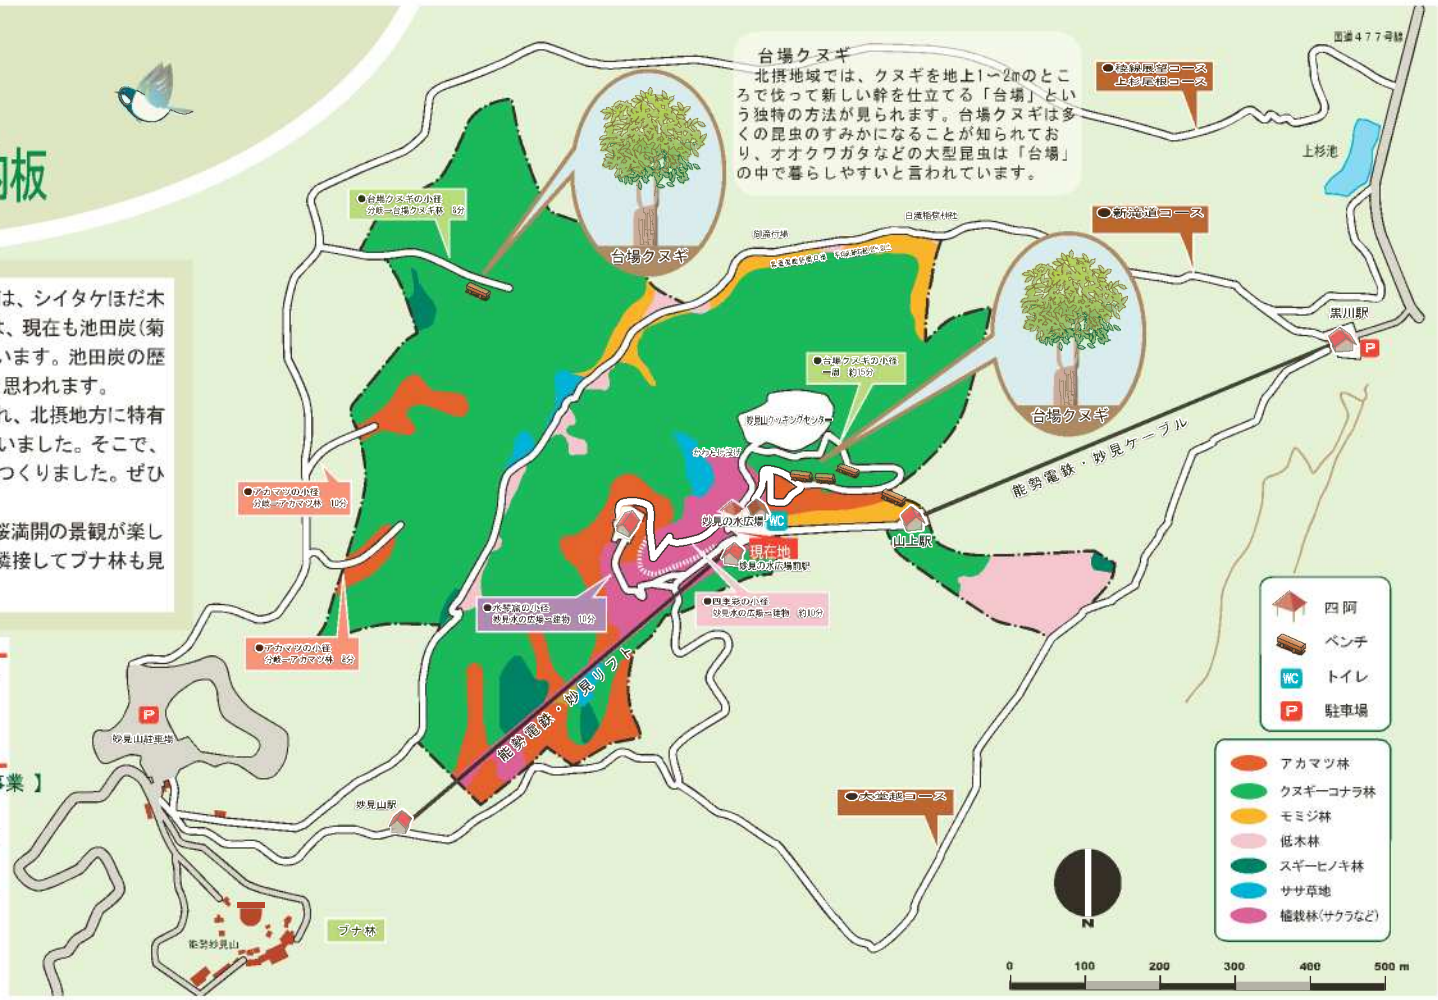 内板
は、シイタケほだ木
は、現在も池田炭(菊
います。池田炭の歴
思われます。
れ、北摂地方に特有
いました。そこで、
つくりました。ぜひ
桜満開の景観が楽し
隣接してブナ林も見
事業 】
台場クヌギ
北摂地域では、クヌギを地上1〜2mのとこ
ろで伐って新しい幹を仕立てる「台場」とい
う独特の方法が見られます。台場クヌギは多
くの昆虫のすみかになることが知られてお
り、オオクワガタなどの大型昆虫は「台場」
の中で暮らしやすいと言われています。
国道477号線
●稜線展望コース
上杉尾根コース
上杉池
●新滝道コース
白滝稲荷神社
●台場クヌギの小径
分岐ー台場クヌギ林
台場クヌギ
台場クヌギ
黒川駅
P
●台場クヌギの小径
一周 約15分
妙見山クッキングセンター
能勢電鉄・妙見ケーブル
●アカマツの小径
分岐ーアカマツ林 10分
妙見の水広場
WC
山上駅
現在地
妙見の水広場前駅
●水琴窟の小径
妙見水の広場ー建物 10分
●四季彩の小径
妙見水の広場ー建物 約10分
●アカマツの小径
分岐ーアカマツ林
能勢電鉄・妙見リフト
P
妙見山駐車場
妙見山駅
●大堂越コース
能勢妙見山
ブナ林
四阿
ベンチ
WC トイレ
P 駐車場
アカマツ林
クヌギーコナラ林
モミジ林
低木林
スギーヒノキ林
ササ草地
植栽林(サクラなど)
N
0 100 200 300 400 500 m